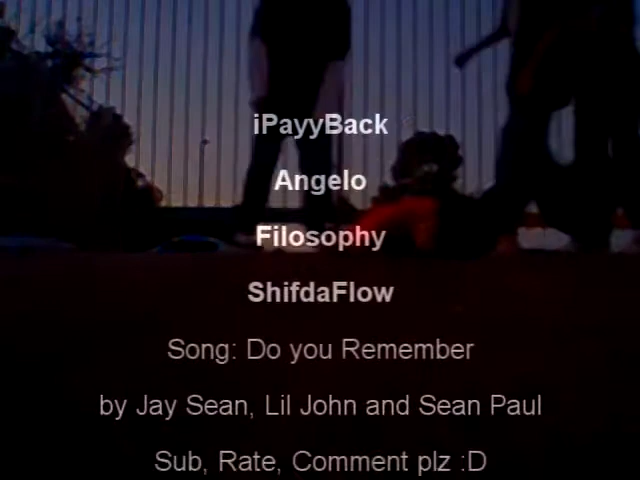 iPayyBack
Angelo
Filosophy
ShifdaFlow
Song: Do you Remember
by Jay Sean, Lil John and Sean Paul
Sub, Rate, Comment plz :D